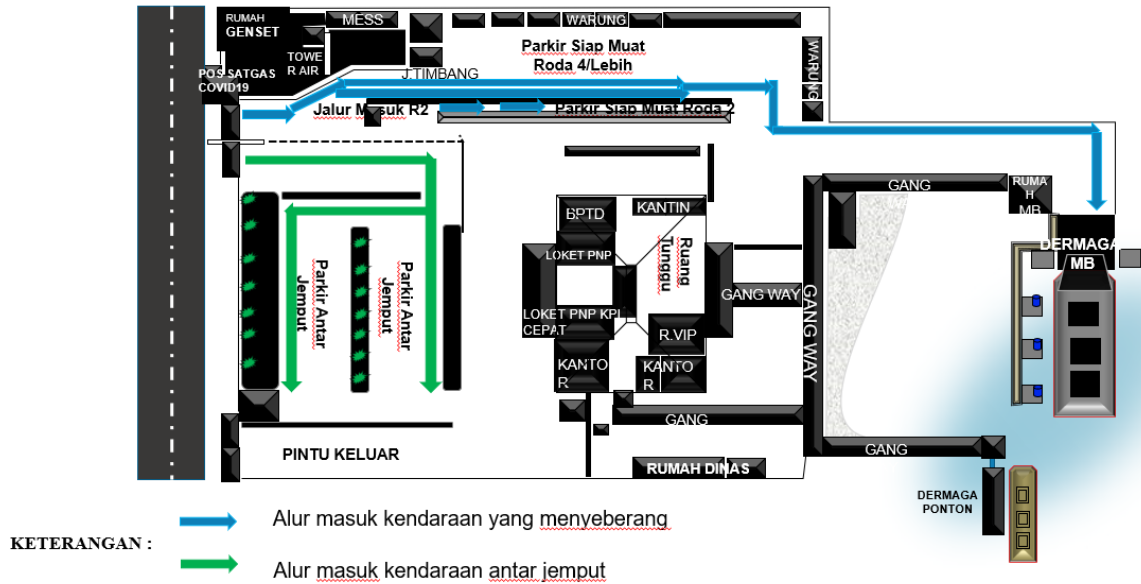 RUMAH
GENSET
MESS
WARUNG
Parkir Siap Muat
Roda 4/Lebih
TOWE
R AIR
WARUNG
POS SATGAS
COVID19
J.TIMBANG
Jalur Masuk R2
Parkir Siap Muat Roda 2
GANG
RUMA
H
MB
BPTD
KANTIN
LOKET PNP
Ruang
Tunggu
DERMAGA
MB
Parkir Antar
Jemput
Parkir Antar
Jemput
GANG WAY
GANG WAY
LOKET PNP KPL
CEPAT
R.VIP
KANTO
R
KANTO
R
GANG
GANG
PINTU KELUAR
RUMAH DINAS
DERMAGA
PONTON
KETERANGAN :
Alur masuk kendaraan yang menyeberang
Alur masuk kendaraan antar jemput